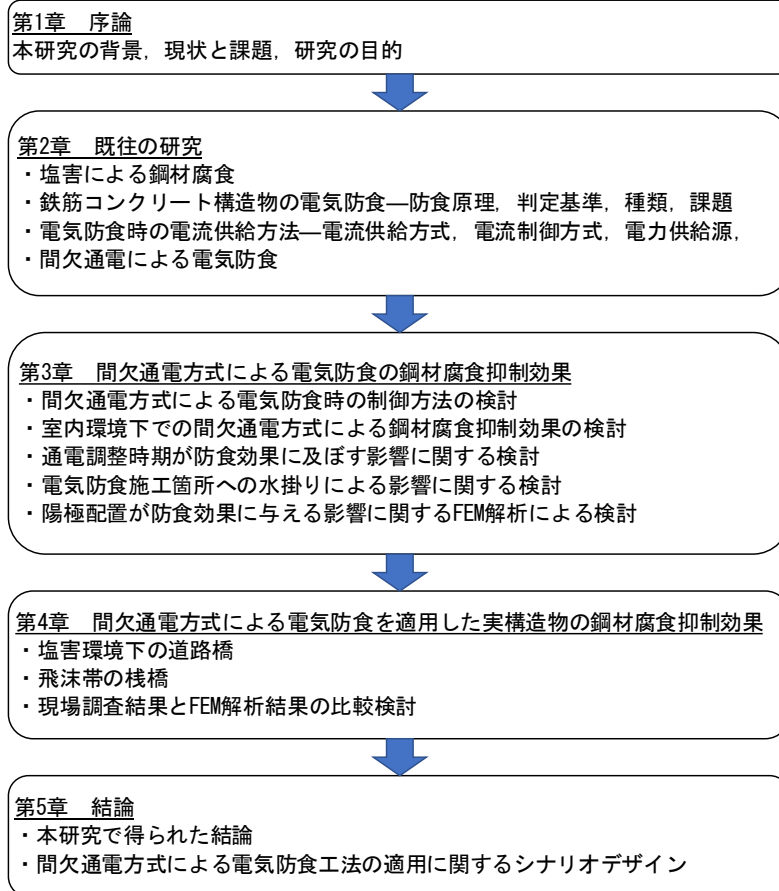 第1章　序論
本研究の背景，現状と課題，研究の目的
第2章　既往の研究
・塩害による鋼材腐食
・鉄筋コンクリート構造物の電気防食―防食原理，判定基準，種類，課題
・電気防食時の電流供給方法―電流供給方式，電流制御方式，電力供給源，
・間欠通電による電気防食
第3章　間欠通電方式による電気防食の鋼材腐食抑制効果
・間欠通電方式による電気防食時の制御方法の検討
・室内環境下での間欠通電方式による鋼材腐食抑制効果の検討
・通電調整時期が防食効果に及ぼす影響に関する検討
・電気防食施工箇所への水掛りによる影響に関する検討
・陽極配置が防食効果に与える影響に関するFEM解析による検討
第4章　間欠通電方式による電気防食を適用した実構造物の鋼材腐食抑制効果
・塩害環境下の道路橋
・飛沫帯の桟橋
・現場調査結果とFEM解析結果の比較検討
第5章　結論
・本研究で得られた結論
・間欠通電方式による電気防食工法の適用に関するシナリオデザイン